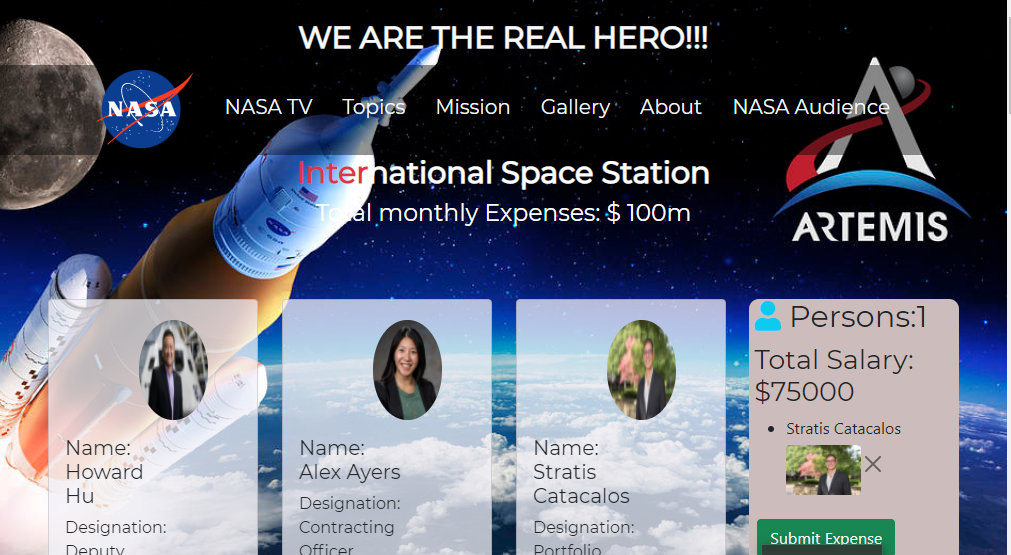 WE ARE THE REAL HERO!!!
NASA
NASA TV Topics Mission Gallery About NASA Audience
International Space Station
Total monthly Expenses: $ 100m
ARTEMIS
Name:
Howard
Hu
Designation:
Deputy
Name:
Alex Ayers
Designation:
Contracting
Officer
Name:
Stratis
Catacalos
Designation:
Portfolio
Persons:1
Total Salary:
$75000
Stratis Catacalos
Submit Expense